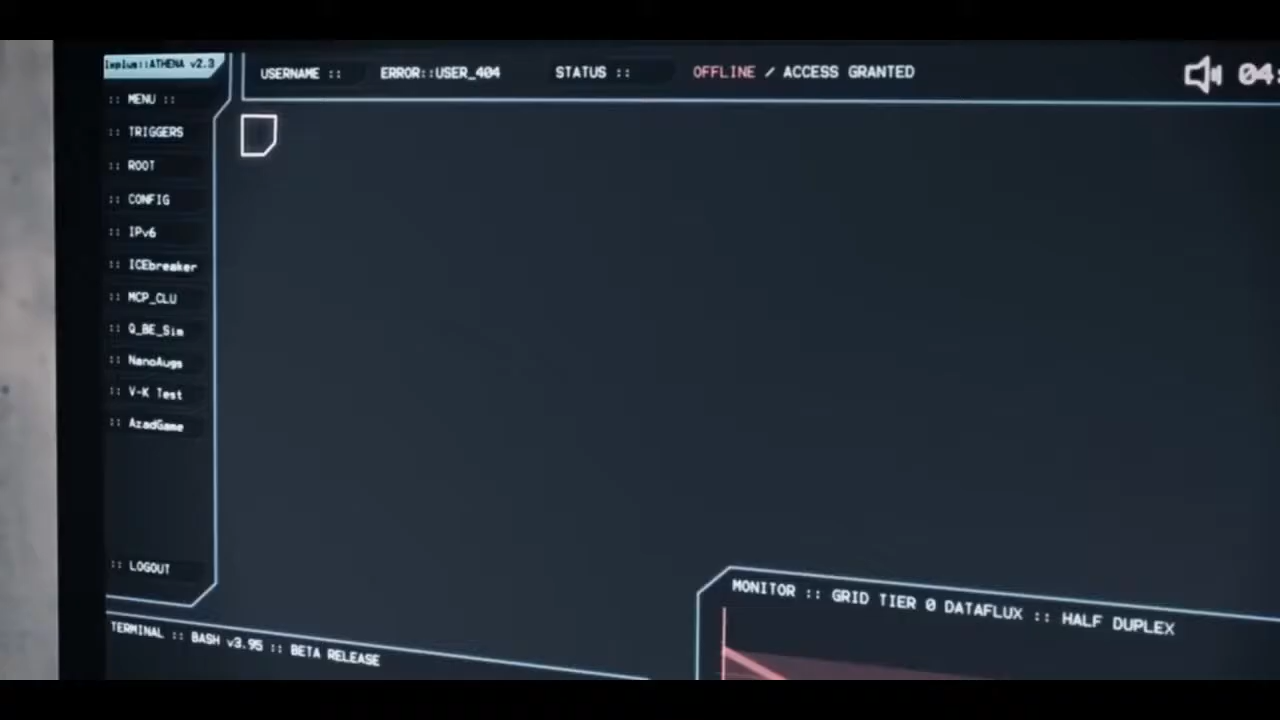 USERNAME :: ERROR::USER_404 STATUS :: OFFLINE / ACCESS GRANTED
::ATHENA v2.3
:: MENU ::
:: TRIGGERS
:: ROOT
:: CONFIG
:: IPv6
:: ICEbreaker
:: MCP_CLU
:: Q_BE_Sim
:: NanoAugs
:: V-K Test
:: AzadGame
:: LOGOUT
TERMINAL :: BASH v3.95 :: BETA RELEASE
MONITOR :: GRID TIER 0 DATAFLUX :: HALF DUPLEX